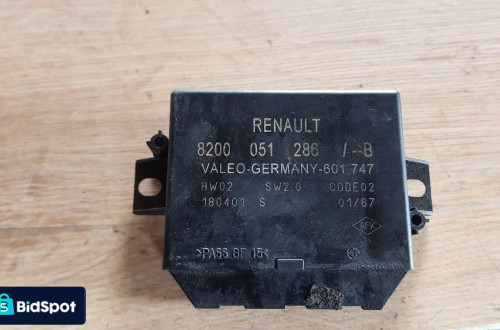 RENAULT
8200 051 286 /--B
VALEO-GERMANY-601.747
HW02 SW2.0 CODE02
180401 S 01/67
AFK
>PA66 GF 15<
S BidSpot